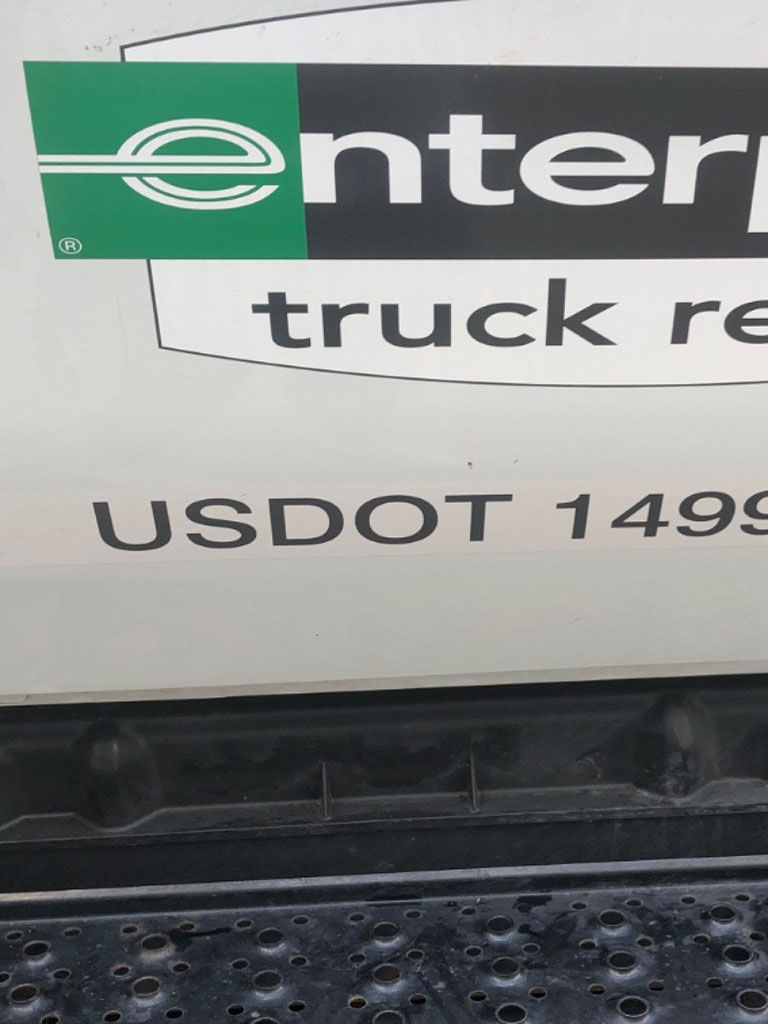 enterp
®
truck re
USDOT 1499